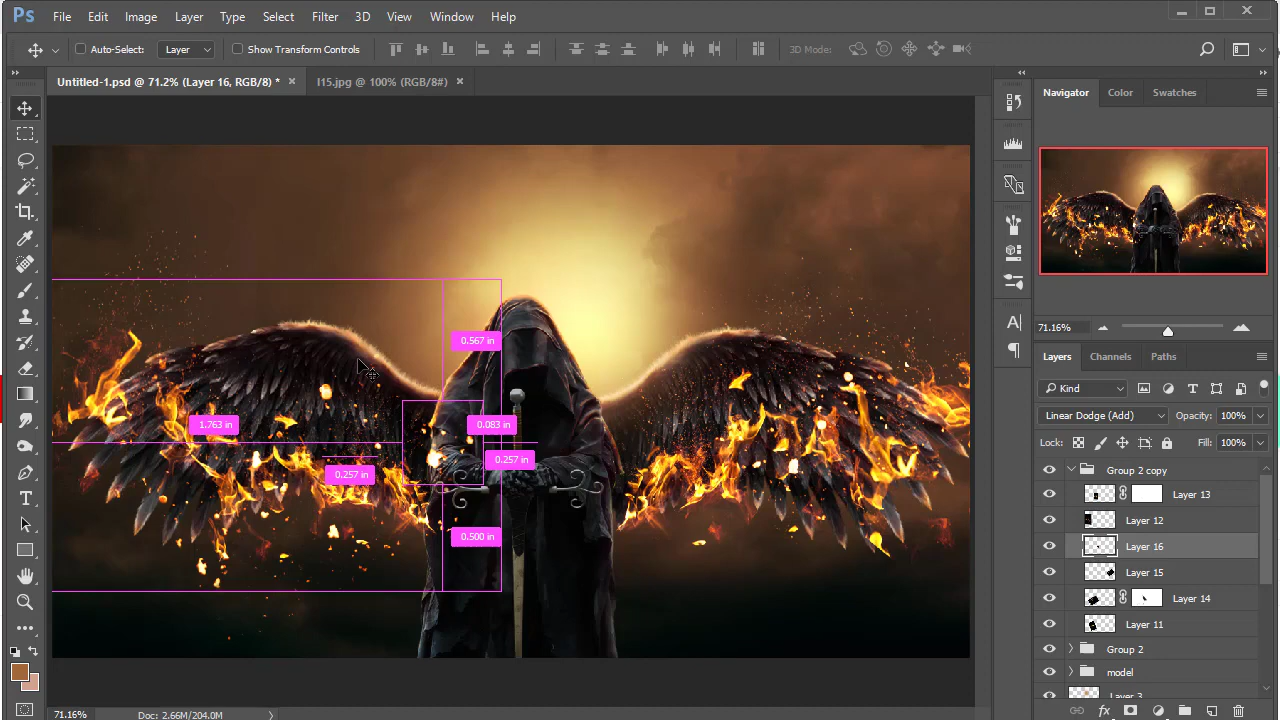 Ps File Edit Image Layer Type Select Filter 3D View Window Help
Auto-Select: Layer Show Transform Controls 3D Mode:
Untitled-1.psd @ 71.2% (Layer 16, RGB/8) * × I15.jpg @ 100% (RGB/8#) ×
Navigator Color Swatches
71.16%
Layers Channels Paths
Kind
Linear Dodge (Add) Opacity: 100%
Lock: Fill: 100%
Group 2 copy
Layer 13
Layer 12
Layer 16
Layer 15
Layer 14
Layer 11
Group 2
model
Layer 3
0.567 in
1.763 in
0.083 in
0.257 in
0.257 in
0.500 in
71.16% Doc: 2.66M/204.0M